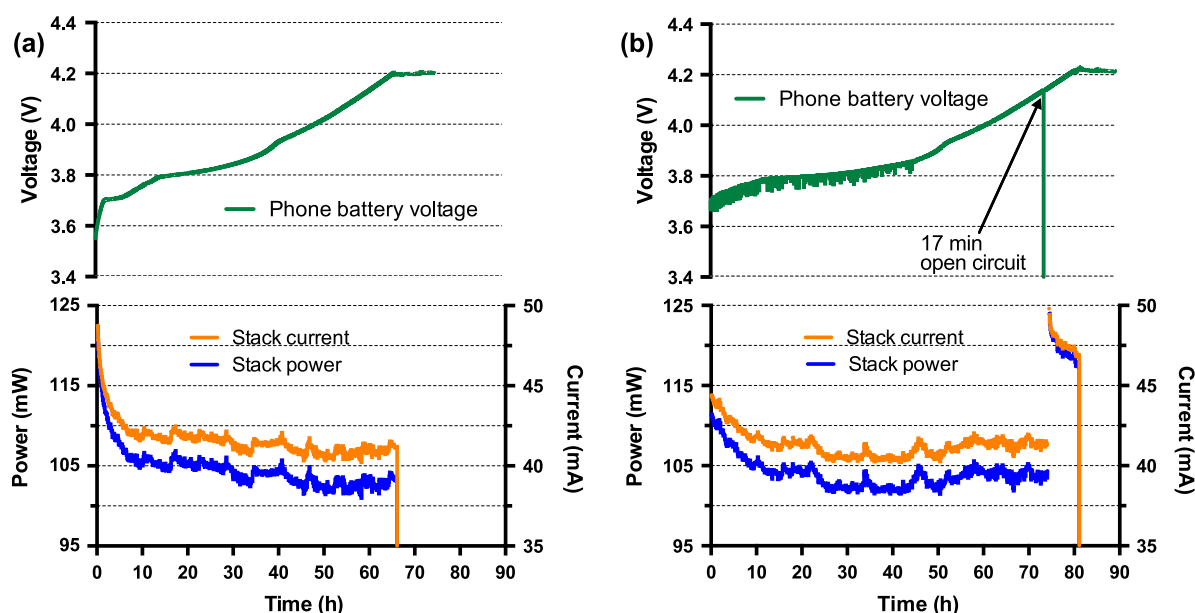 (a)
4.4
4.2
4.0
3.8
3.6
3.4
Voltage (V)
Phone battery voltage
125
115
105
95
Power (mW)
Stack current
Stack power
50
45
40
35
Current (mA)
0 10 20 30 40 50 60 70 80 90
Time (h)
(b)
4.4
4.2
4.0
3.8
3.6
3.4
Voltage (V)
Phone battery voltage
17 min
open circuit
125
115
105
95
Power (mW)
Stack current
Stack power
50
45
40
35
Current (mA)
0 10 20 30 40 50 60 70 80 90
Time (h)